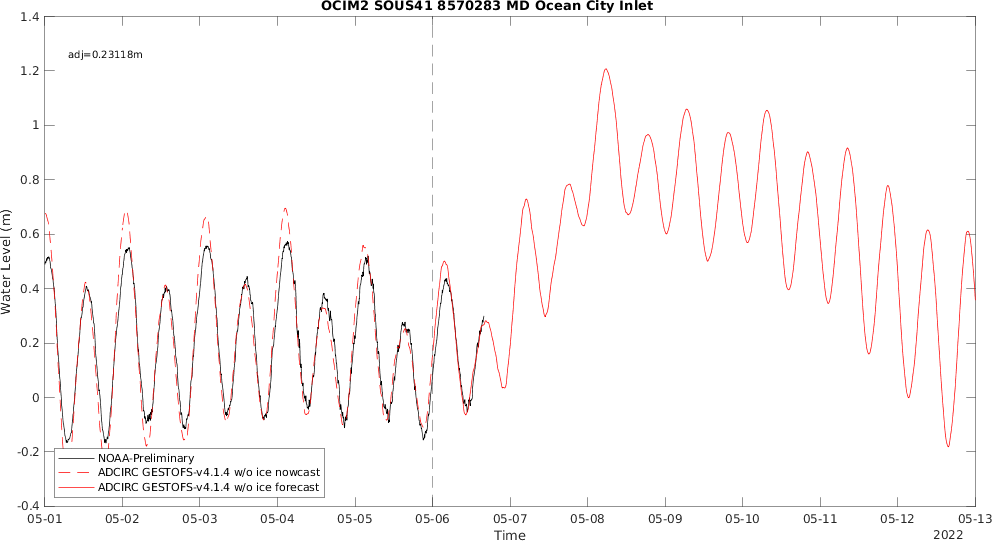 OCIM2 SOUS41 8570283 MD Ocean City Inlet
1.4
adj=0.23118m
1.2
1
0.8
0.6
0.4
0.2
0
-0.2
-0.4
Water Level (m)
NOAA-Preliminary
ADCIRC GESTOFS-v4.1.4 w/o ice nowcast
ADCIRC GESTOFS-v4.1.4 w/o ice forecast
05-01 05-02 05-03 05-04 05-05 05-06 05-07 05-08 05-09 05-10 05-11 05-12 05-13
Time
2022